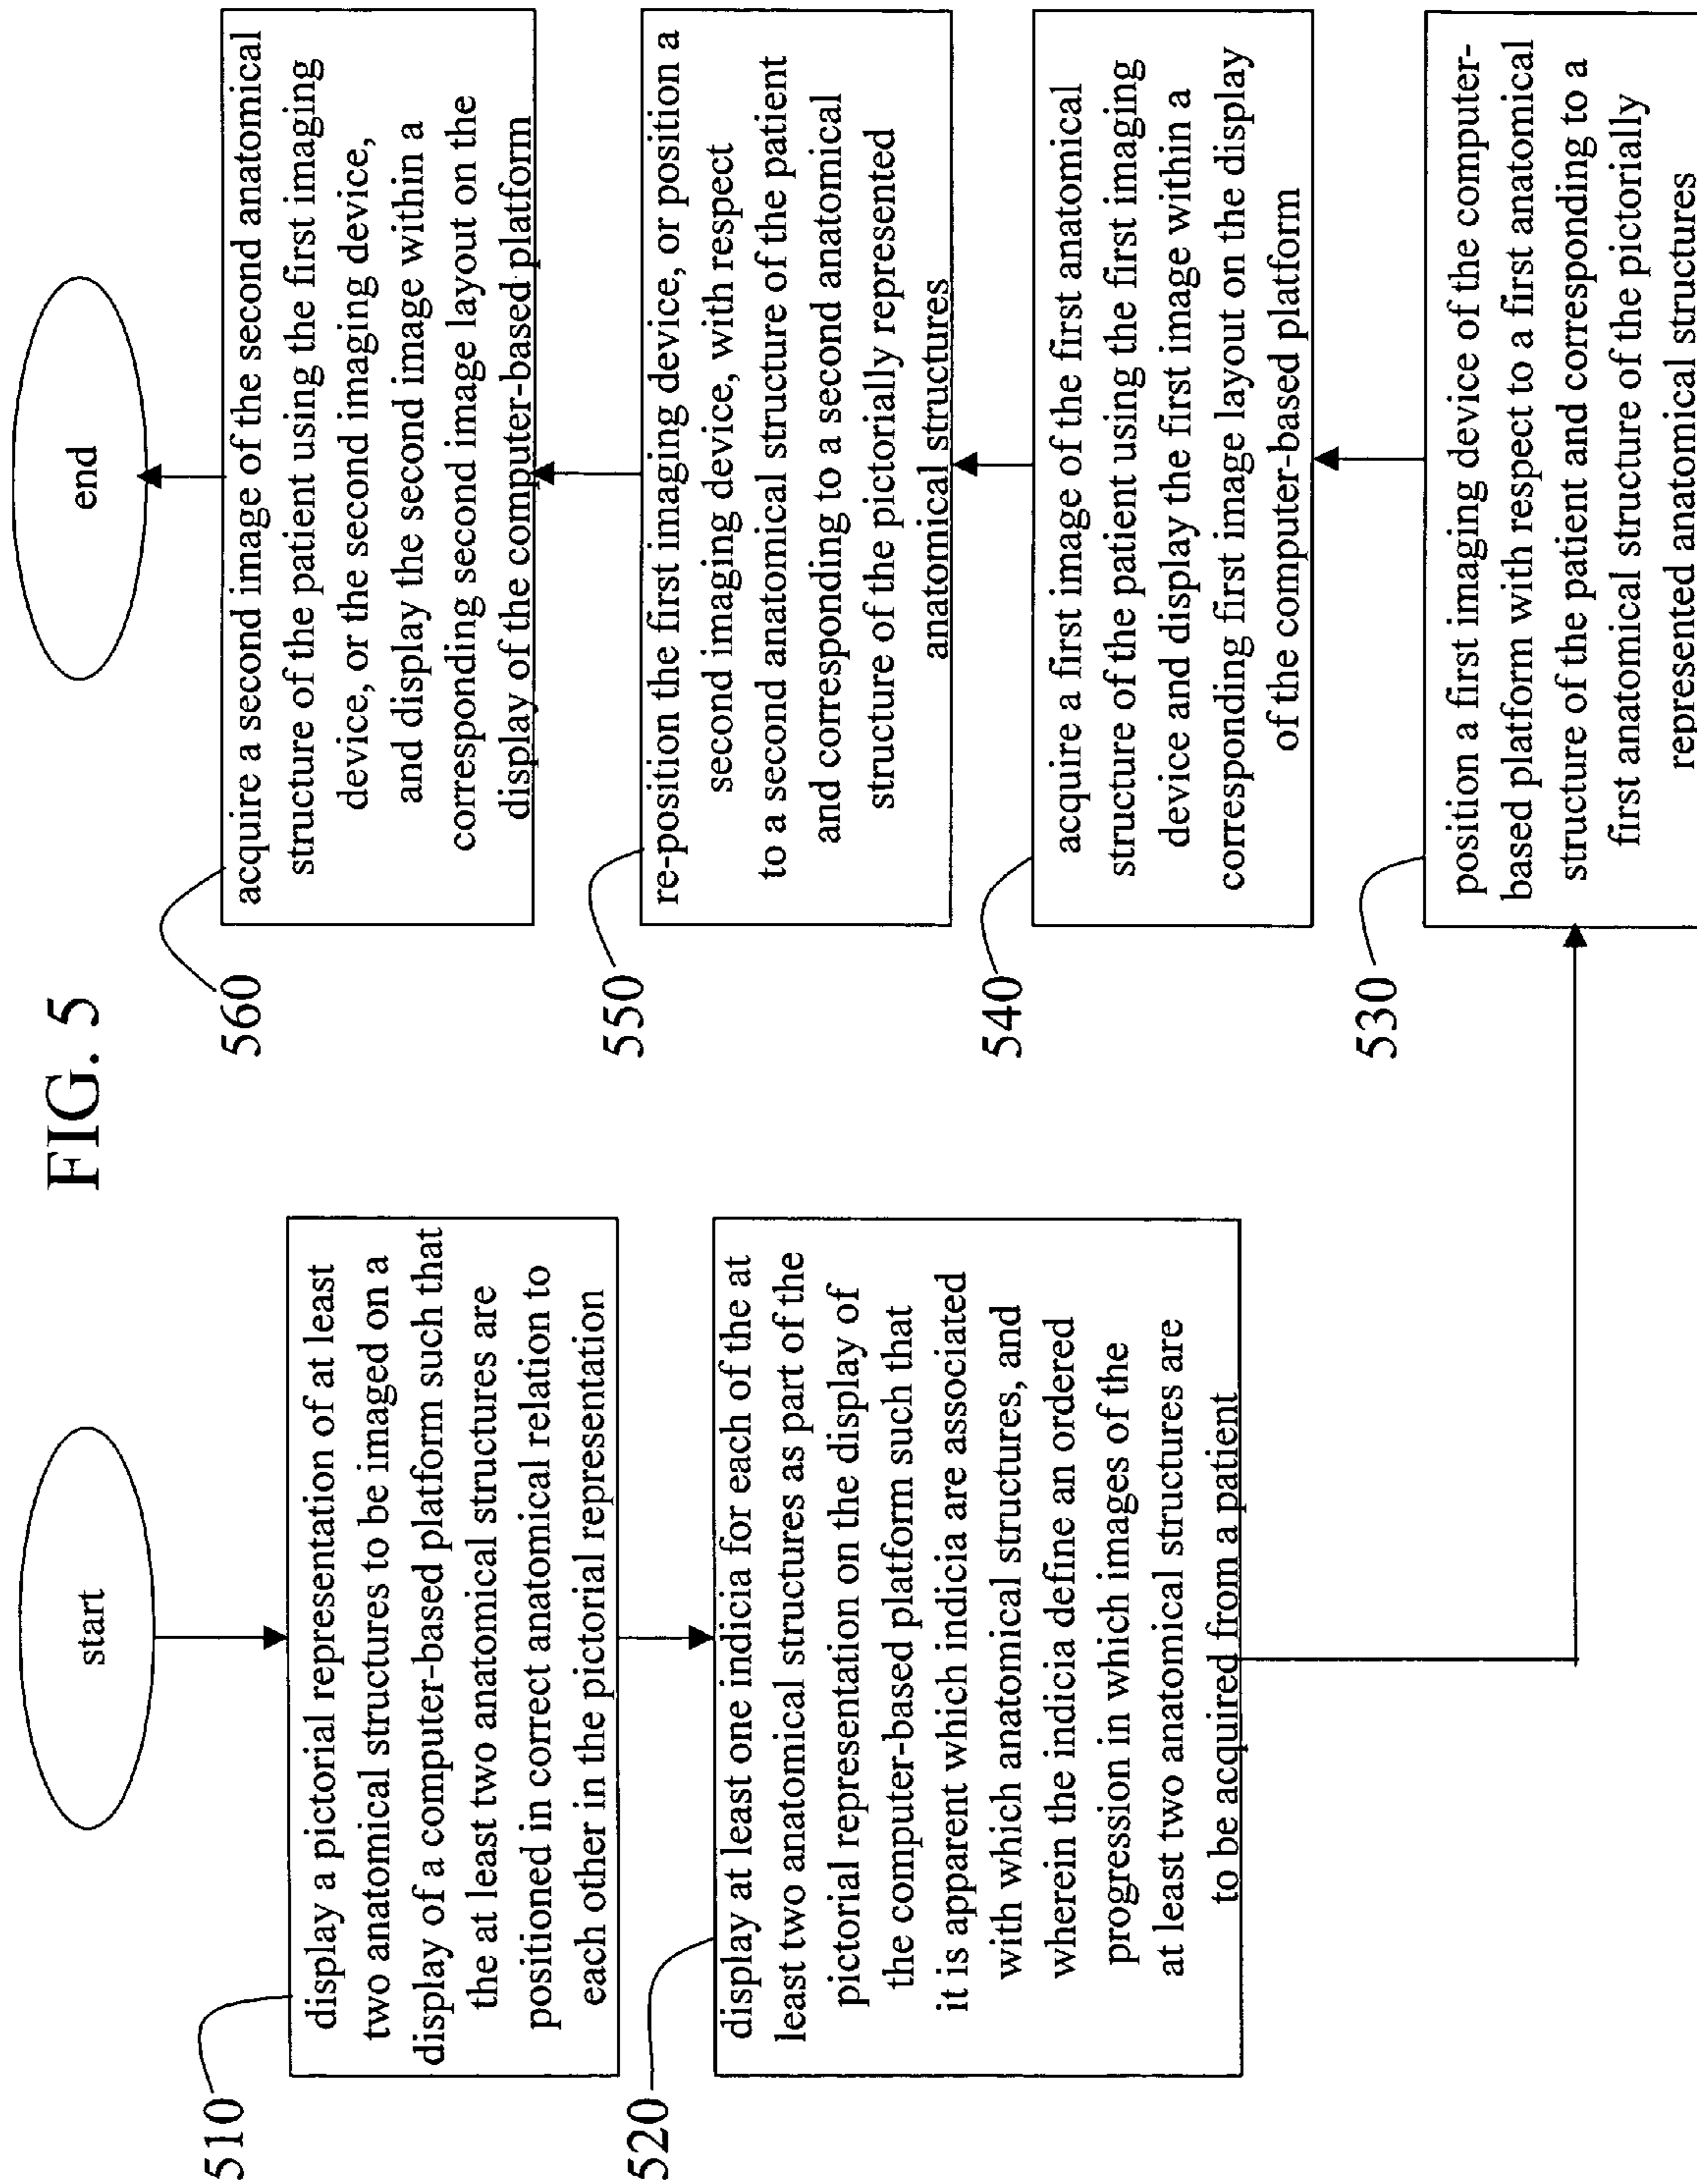 FIG. 5
start
510
display a pictorial representation of at least
two anatomical structures to be imaged on a
display of a computer-based platform such that
the at least two anatomical structures are
positioned in correct anatomical relation to
each other in the pictorial representation
520
display at least one indicia for each of the at
least two anatomical structures as part of the
pictorial representation on the display of
the computer-based platform such that
it is apparent which indicia are associated
with which anatomical structures, and
wherein the indicia define an ordered
progression in which images of the
at least two anatomical structures are
to be acquired from a patient
530
position a first imaging device of the computer-
based platform with respect to a first anatomical
structure of the patient and corresponding to a
first anatomical structure of the pictorially
represented anatomical structures
540
acquire a first image of the first anatomical
structure of the patient using the first imaging
device and display the first image within a
corresponding first image layout on the display
of the computer-based platform
550
re-position the first imaging device, or position a
second imaging device, with respect
to a second anatomical structure of the patient
and corresponding to a second anatomical
structure of the pictorially represented
anatomical structures
560
acquire a second image of the second anatomical
structure of the patient using the first imaging
device, or the second imaging device,
and display the second image within a
corresponding second image layout on the
display of the computer-based platform
end